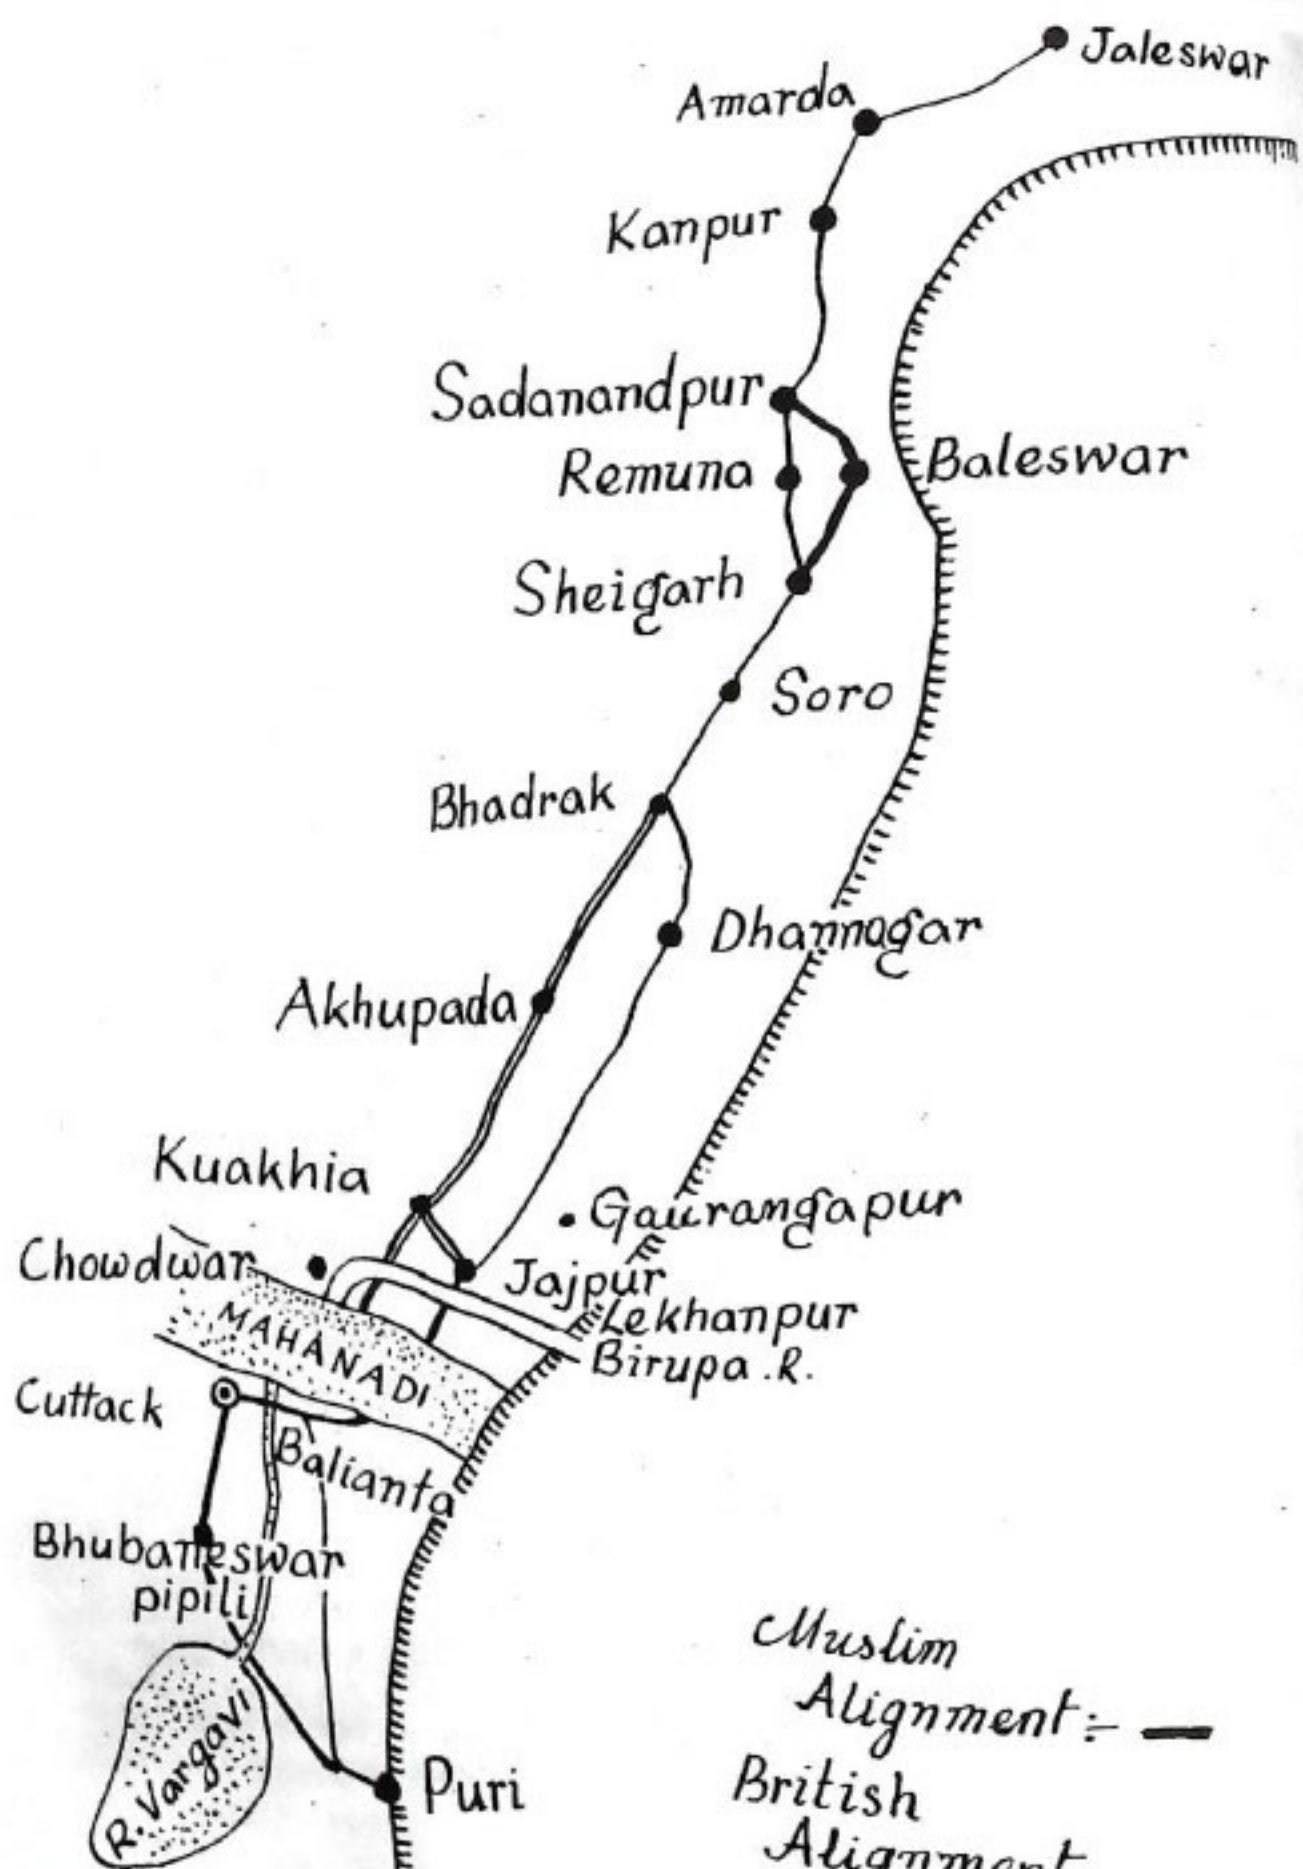 Jaleswar
Amarda
Kanpur
Sadanandpur
Remuna
Baleswar
Sheigarh
Soro
Bhadrak
Dhamnagar
Akhupada
Kuakhia
Gaurangapur
Chowdwar
Jajpur
Lekhanpur
MAHANADI
Birupa.R.
Cuttack
Balianta
Bhubaneswar
pipili
Muslim
Alignment:-
R.Vargavi
British
Puri
Alignment